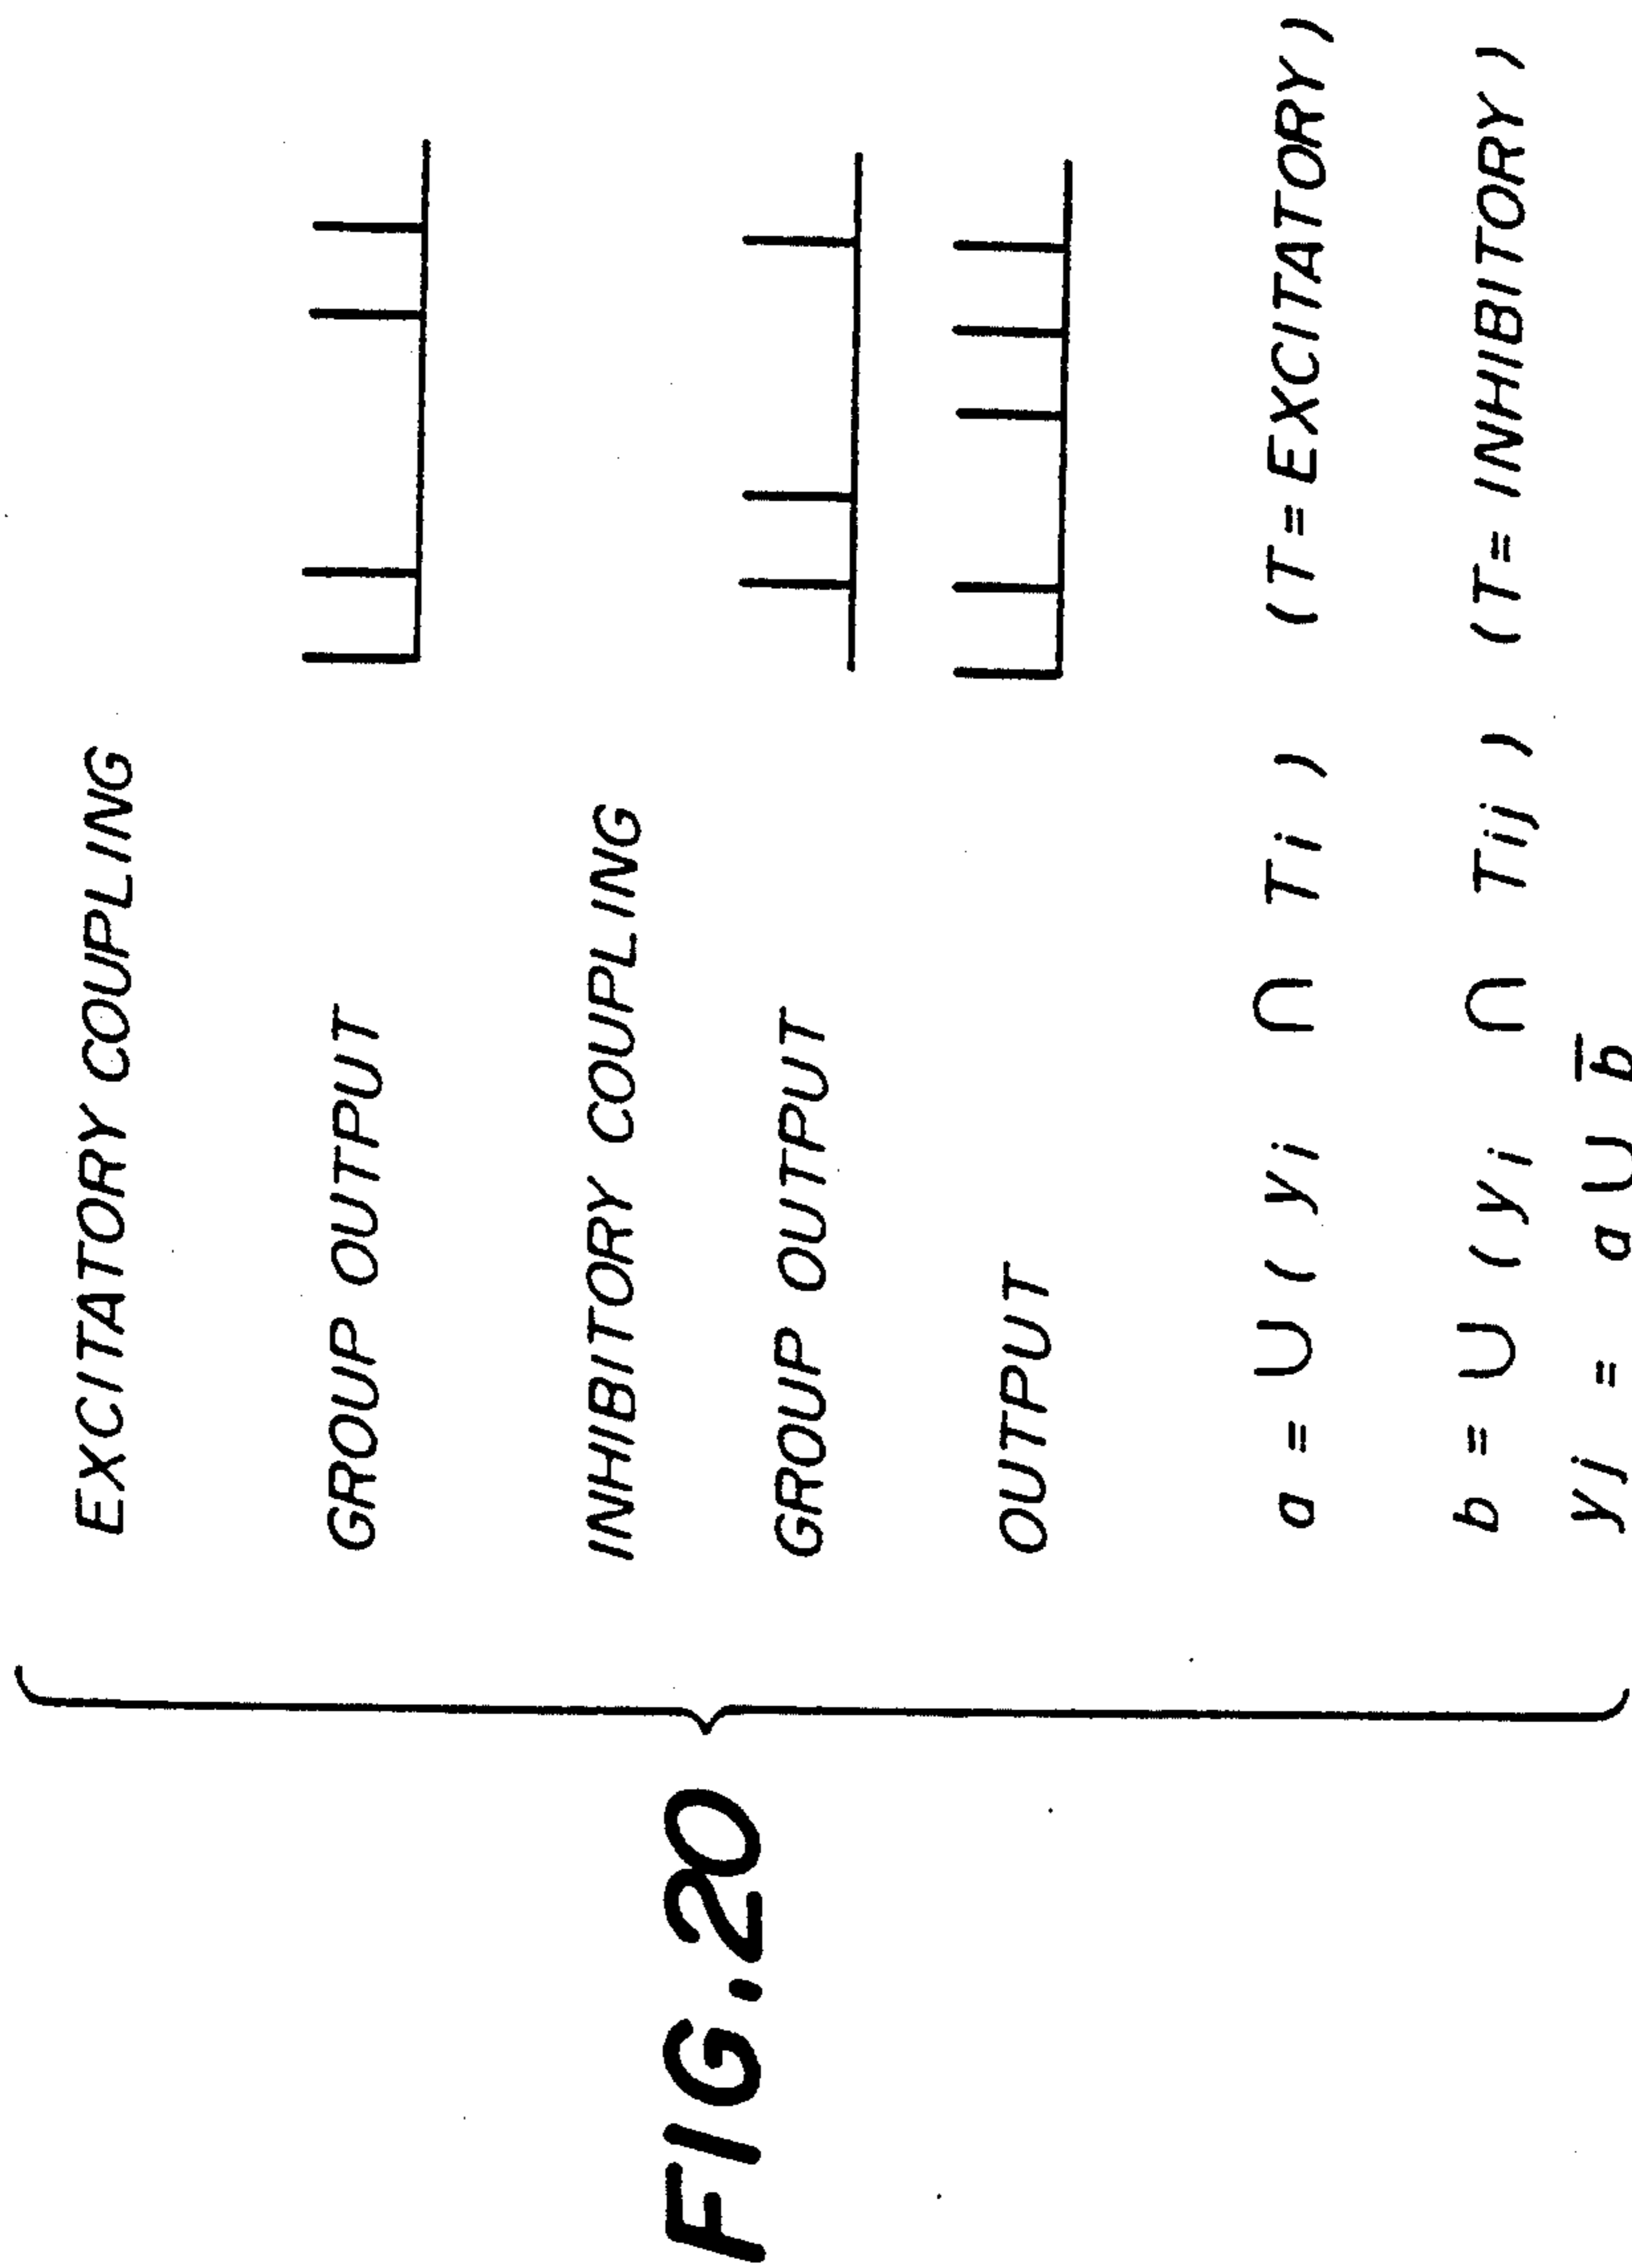 FIG.20
EXCITATORY COUPLING
GROUP OUTPUT
INHIBITORY COUPLING
GROUP OUTPUT
OUTPUT
a = ∪ ( yi ∩ Ti ) (T= EXCITATORY)
b = ∪ ( yi ∩ Tij ) (T= INHIBITORY)
yj = a ∪ b̅